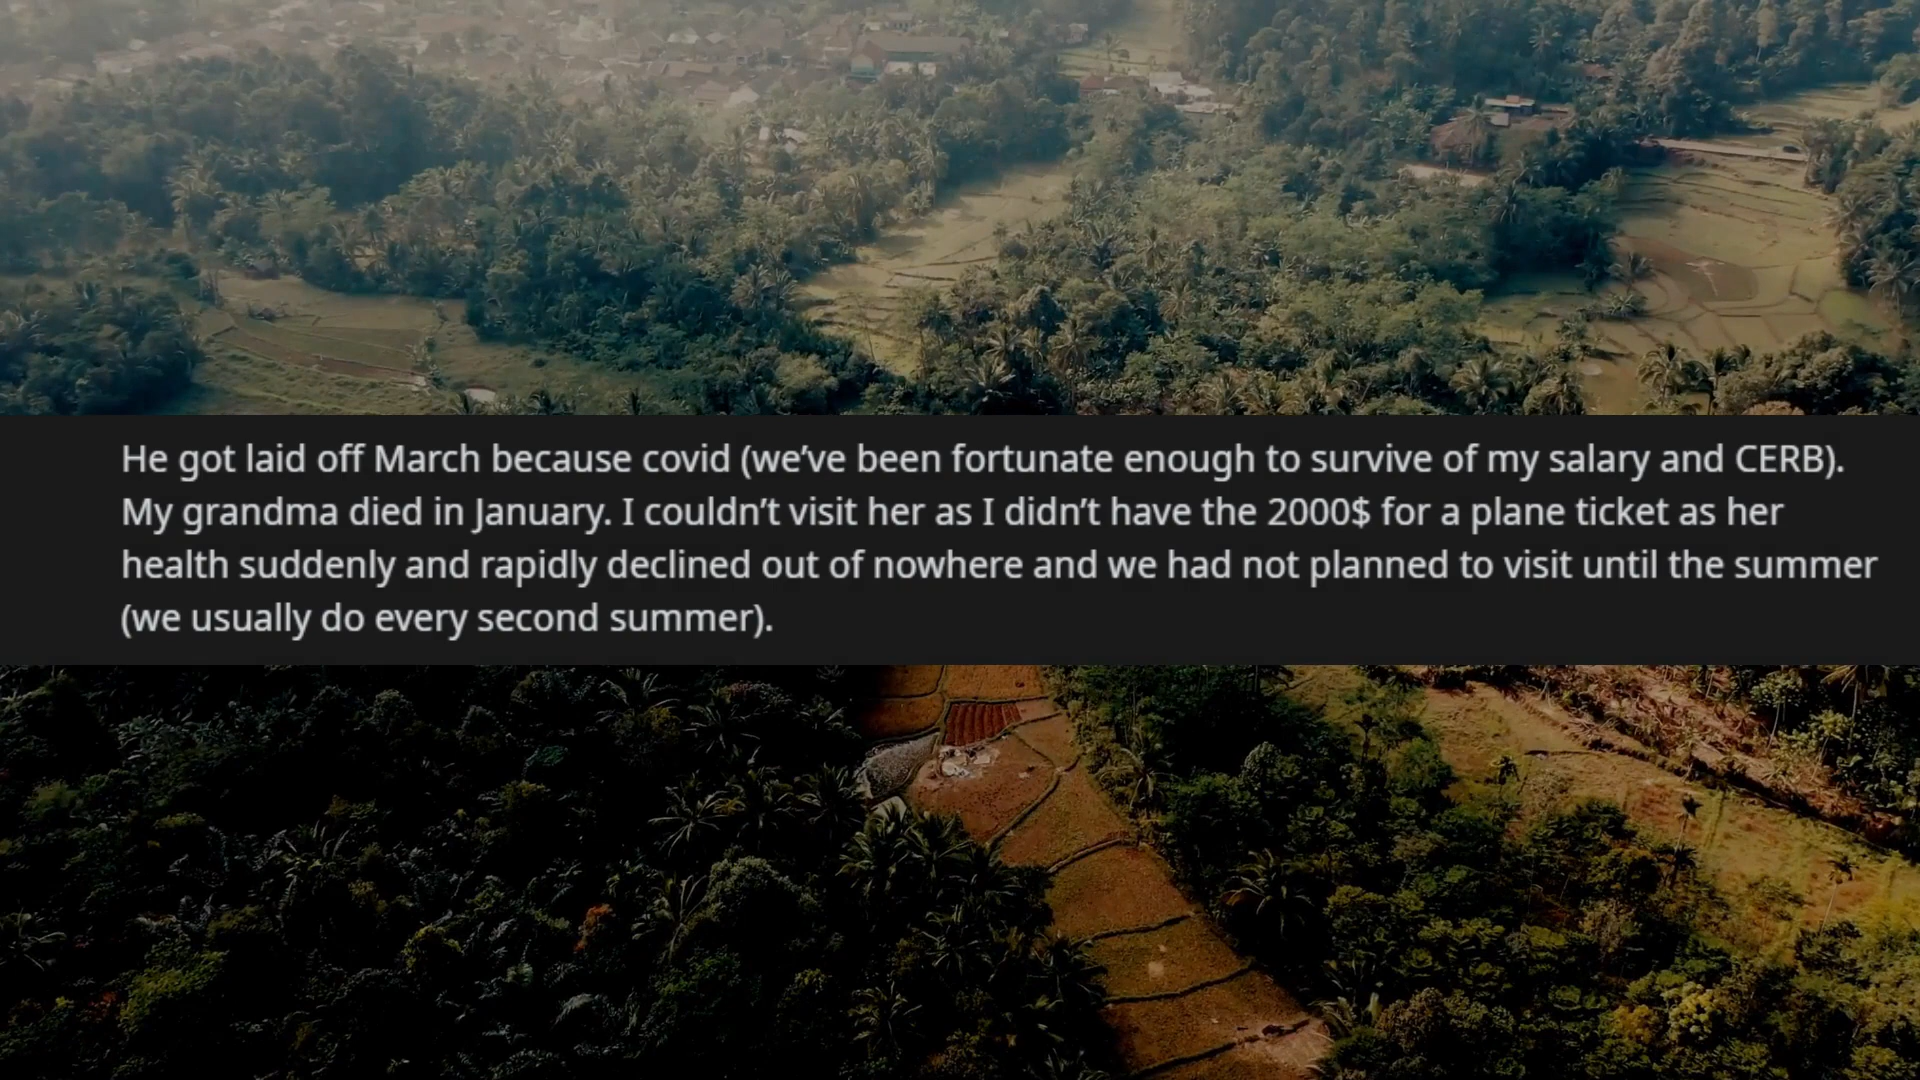 He got laid off March because covid (we’ve been fortunate enough to survive of my salary and CERB).
My grandma died in January. I couldn’t visit her as I didn’t have the 2000$ for a plane ticket as her
health suddenly and rapidly declined out of nowhere and we had not planned to visit until the summer
(we usually do every second summer).